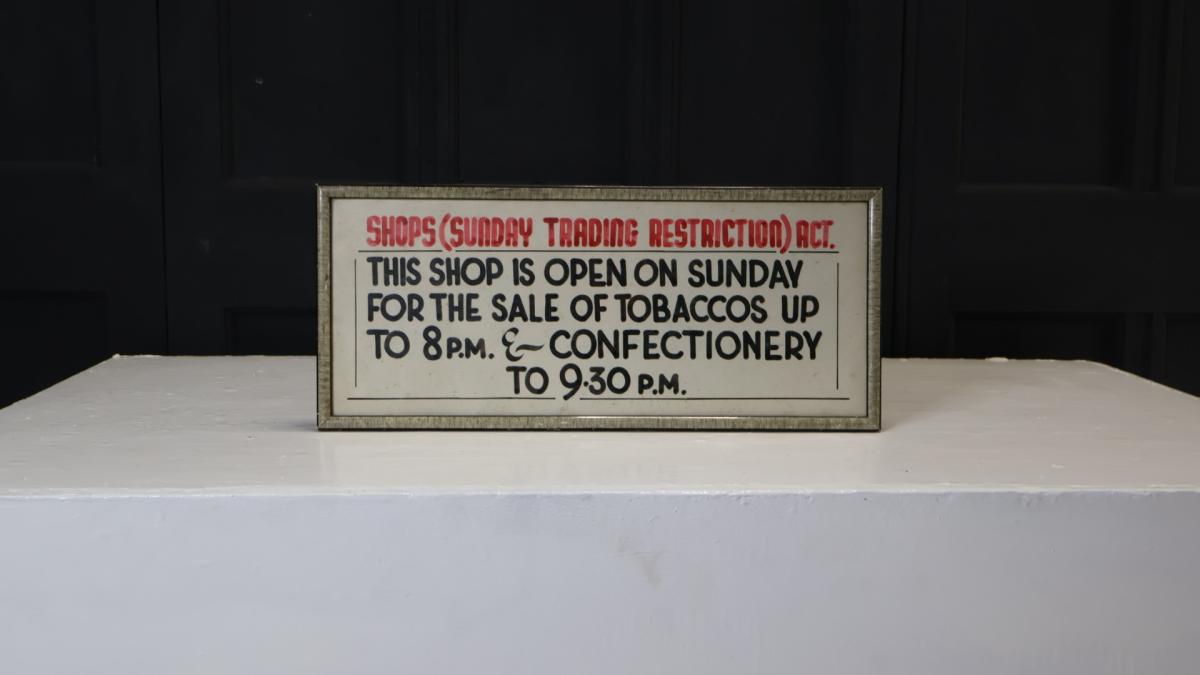 SHOPS (SUNDAY TRADING RESTRICTION) ACT.
THIS SHOP IS OPEN ON SUNDAY
FOR THE SALE OF TOBACCOS UP
TO 8 P.M. & CONFECTIONERY
TO 9·30 P.M.